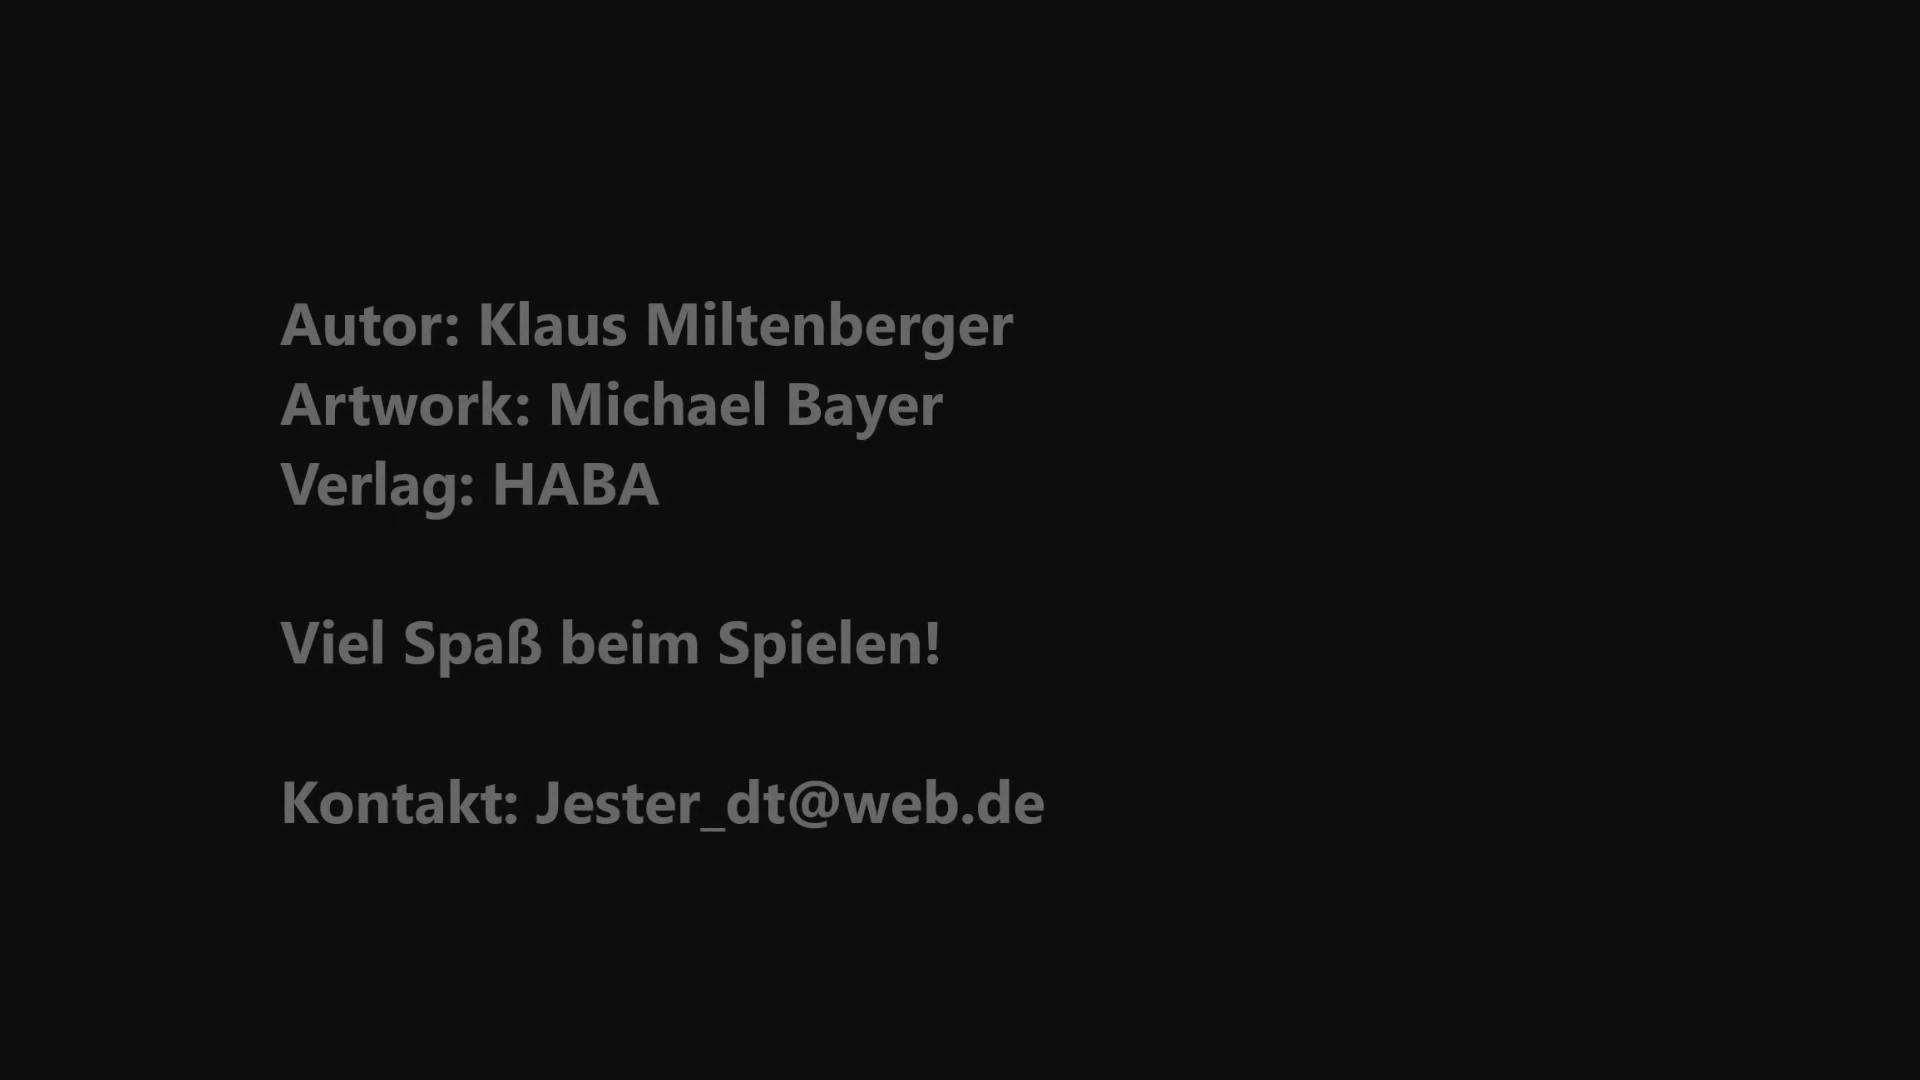 Autor: Klaus Miltenberger
Artwork: Michael Bayer
Verlag: HABA
Viel Spaß beim Spielen!
Kontakt: Jester_dt@web.de